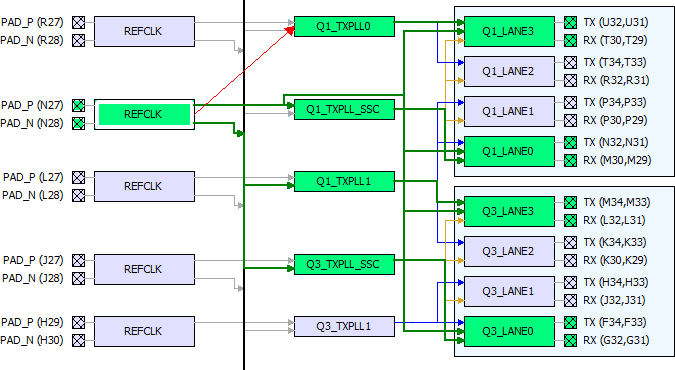 PAD_P (R27)
PAD_N (R28)
REFCLK
Q1_TXPLL0
Q1_LANE3
TX (U32,U31)
RX (T30,T29)
Q1_LANE2
TX (T34,T33)
RX (R32,R31)
PAD_P (N27)
PAD_N (N28)
REFCLK
Q1_TXPLL_SSC
Q1_LANE1
TX (P34,P33)
RX (P30,P29)
Q1_LANE0
TX (N32,N31)
RX (M30,M29)
PAD_P (L27)
PAD_N (L28)
REFCLK
Q1_TXPLL1
Q3_LANE3
TX (M34,M33)
RX (L32,L31)
Q3_LANE2
TX (K34,K33)
RX (K30,K29)
PAD_P (J27)
PAD_N (J28)
REFCLK
Q3_TXPLL_SSC
Q3_LANE1
TX (H34,H33)
RX (J32,J31)
PAD_P (H29)
PAD_N (H30)
REFCLK
Q3_TXPLL1
Q3_LANE0
TX (F34,F33)
RX (G32,G31)